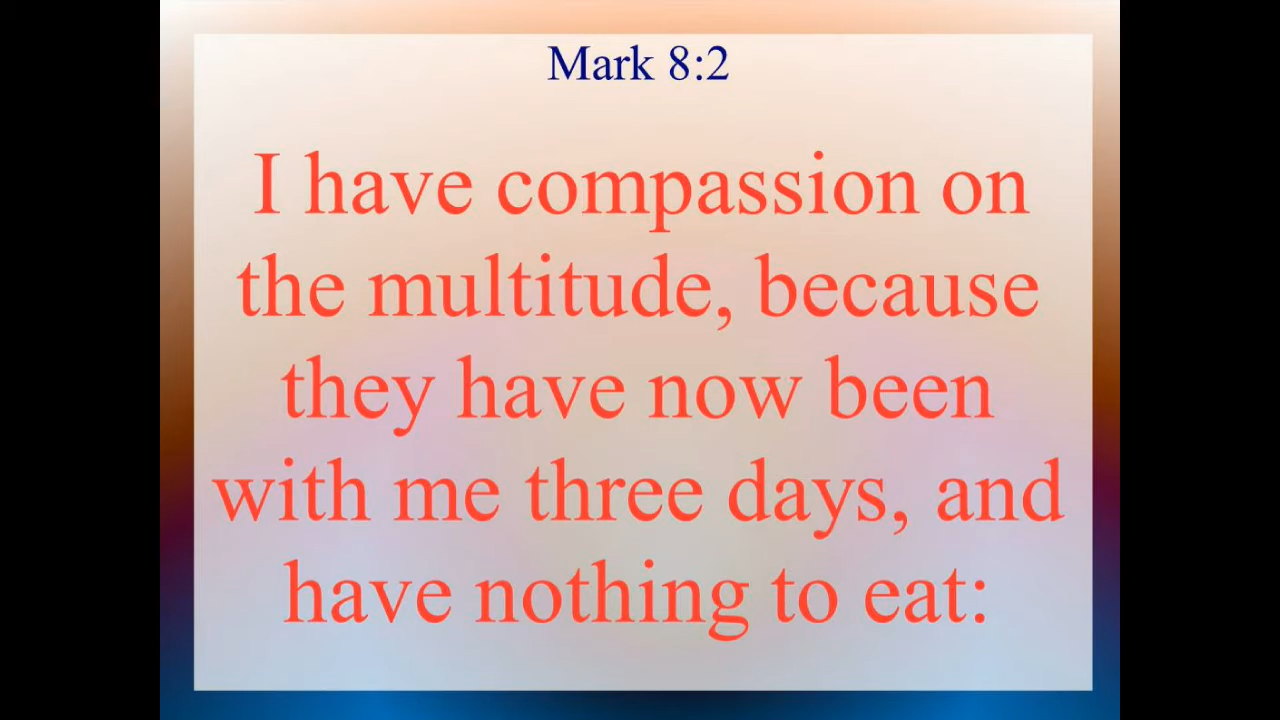 Mark 8:2
I have compassion on
the multitude, because
they have now been
with me three days, and
have nothing to eat: